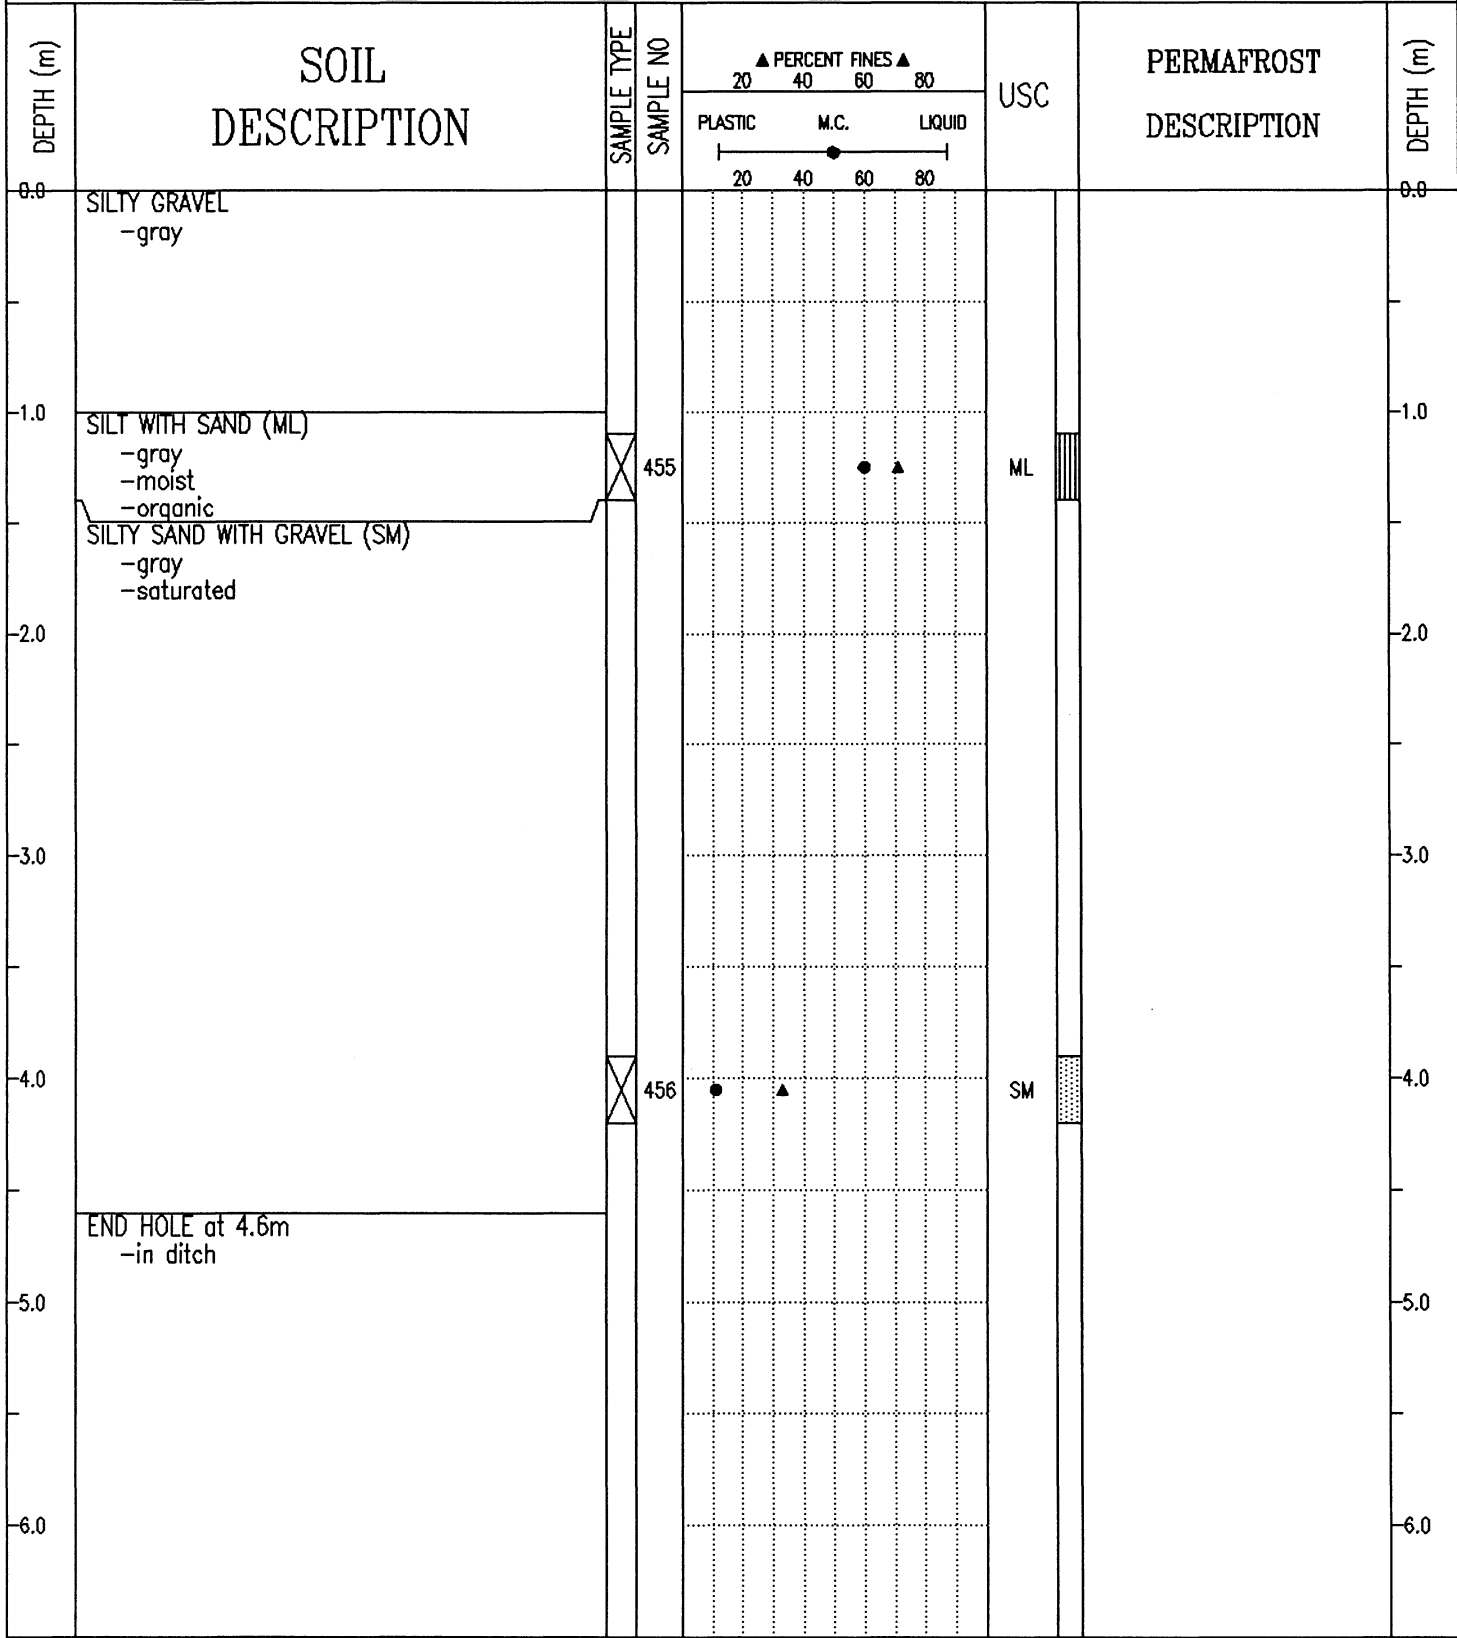 DEPTH (m)
SOIL
DESCRIPTION
SAMPLE TYPE
SAMPLE NO
▲ PERCENT FINES ▲
20 40 60 80
PLASTIC M.C. LIQUID
20 40 60 80
USC
PERMAFROST
DESCRIPTION
DEPTH (m)
0.0 0.0
SILTY GRAVEL
-gray
1.0 1.0
SILT WITH SAND (ML)
-gray
-moist
-organic
455 ML
SILTY SAND WITH GRAVEL (SM)
-gray
-saturated
2.0 2.0
3.0 3.0
4.0 4.0
456 SM
END HOLE at 4.6m
-in ditch
5.0 5.0
6.0 6.0